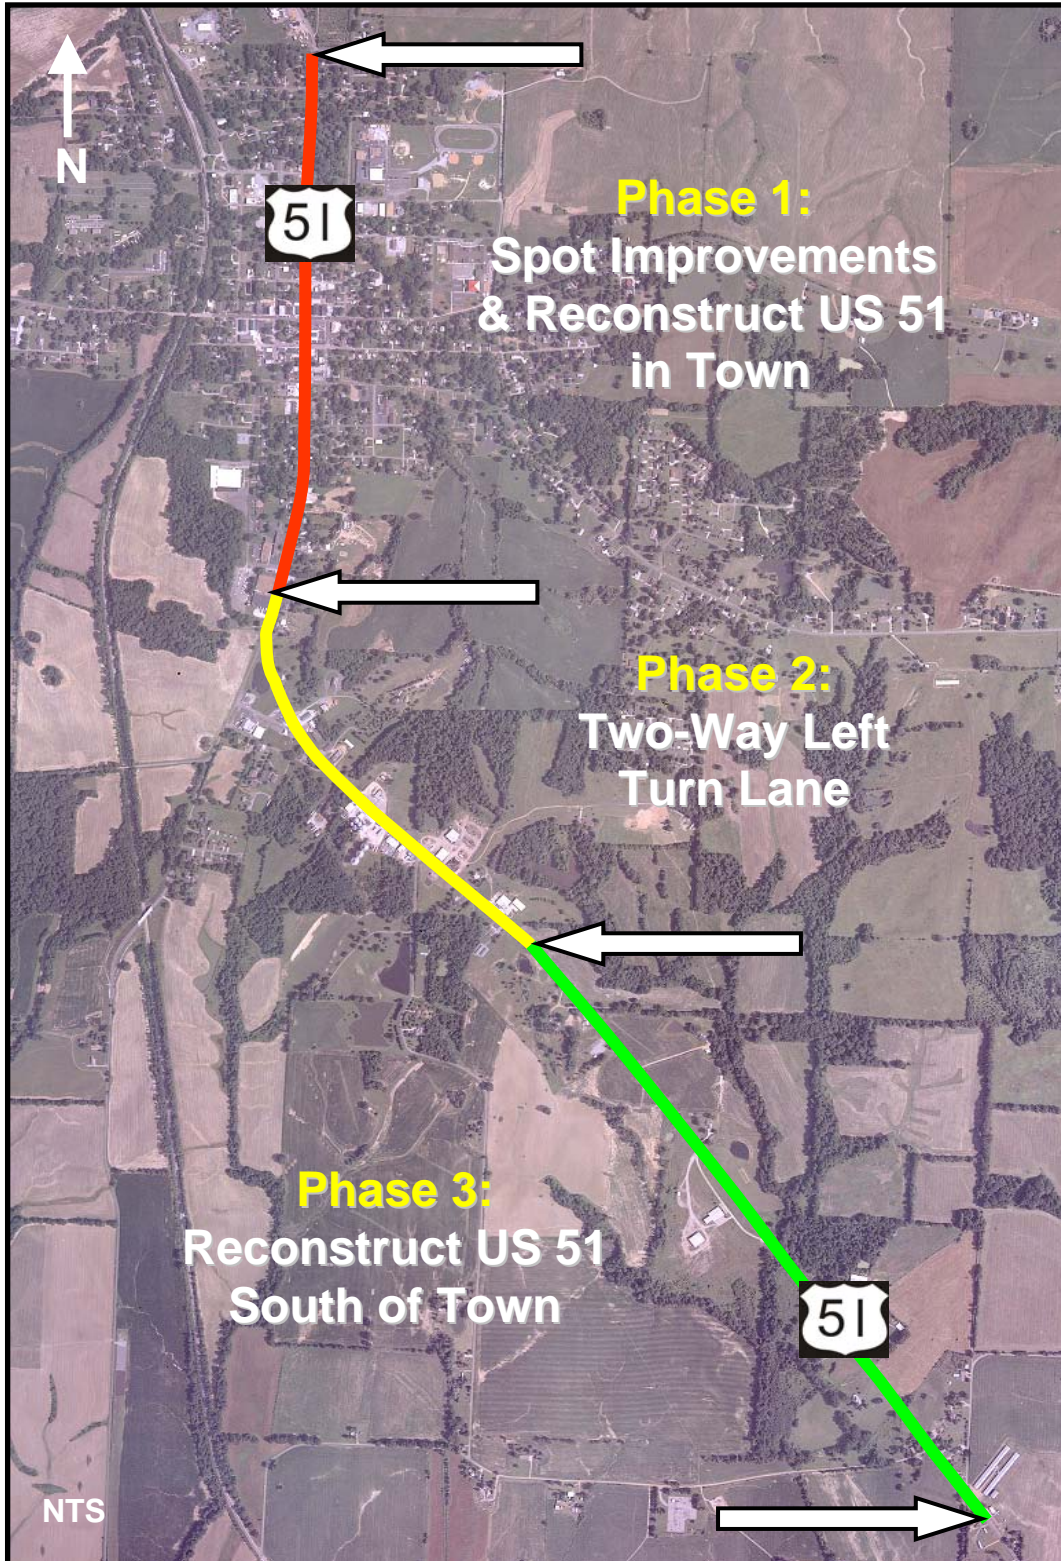 N
51
Phase 1:
Spot Improvements
& Reconstruct US 51
in Town
Phase 2:
Two-Way Left
Turn Lane
Phase 3:
Reconstruct US 51
South of Town
51
NTS